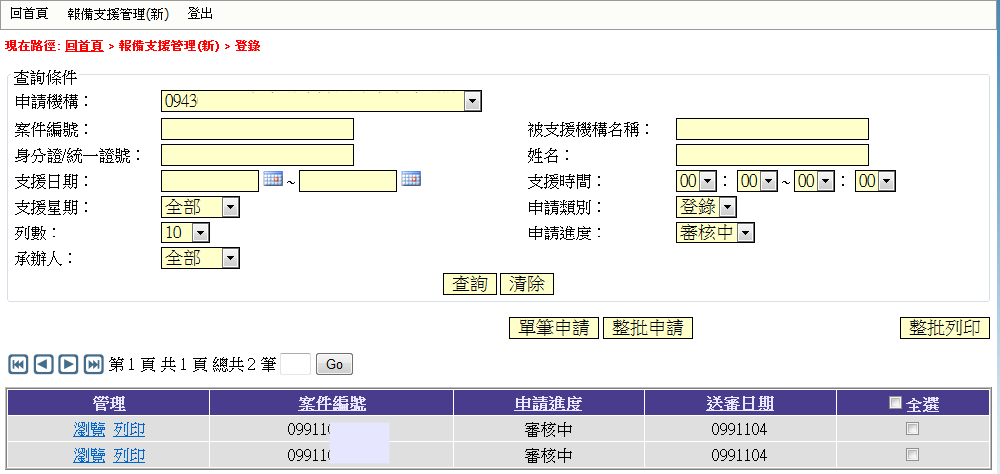 回首頁 報備支援管理(新) 登出
現在路徑: 回首頁 > 報備支援管理(新) > 登錄
查詢條件
申請機構： 0943
案件編號： 被支援機構名稱：
身分證/統一證號： 姓名：
支援日期： ~ 支援時間： 00 : 00 ~ 00 : 00
支援星期： 全部 申請類別： 登錄
列數： 10 申請進度： 審核中
承辦人： 全部
查詢 清除
單筆申請 整批申請 整批列印
第 1 頁 共 1 頁 總共 2 筆 Go
管理 案件編號 申請進度 送審日期 全選
瀏覽 列印 09911 審核中 0991104
瀏覽 列印 09911 審核中 0991104